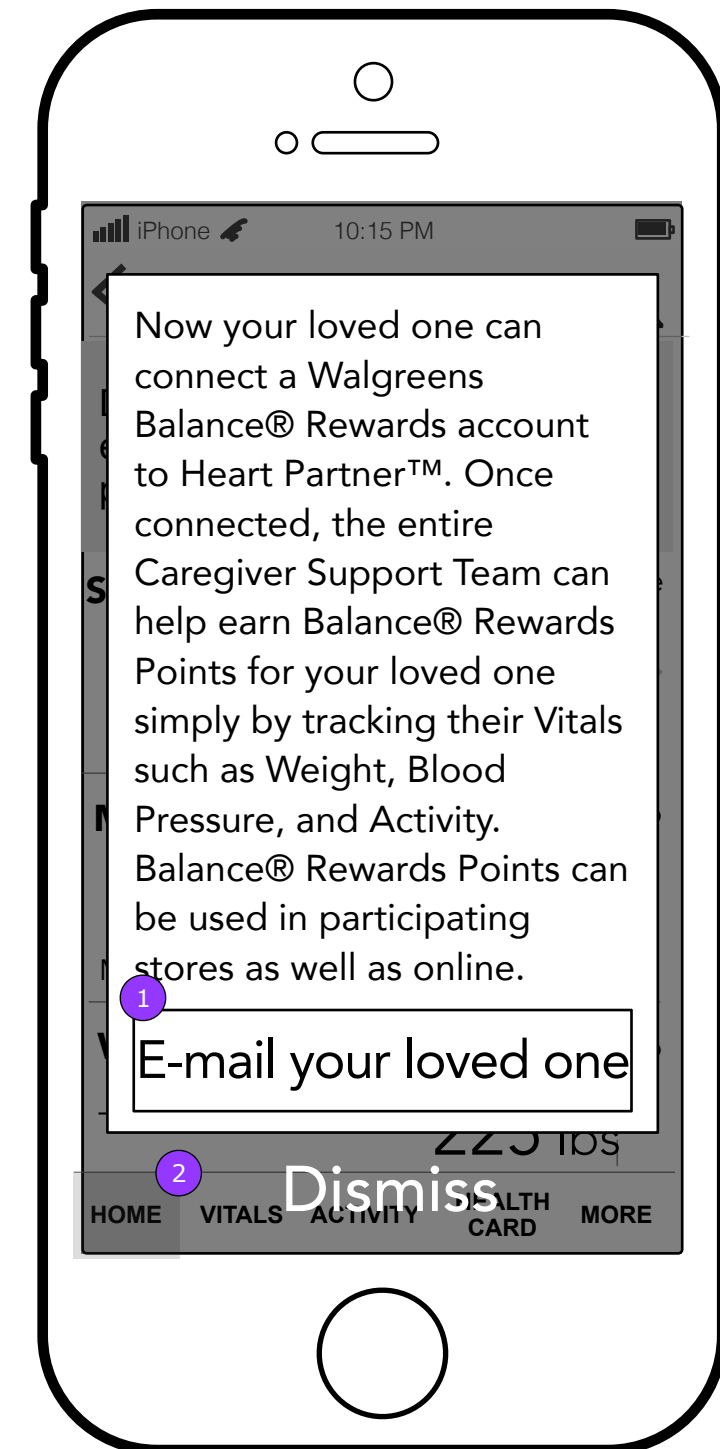 iPhone
10:15 PM
Now your loved one can
connect a Walgreens
Balance® Rewards account
to Heart Partner™. Once
connected, the entire
Caregiver Support Team can
help earn Balance® Rewards
Points for your loved one
simply by tracking their Vitals
such as Weight, Blood
Pressure, and Activity.
Balance® Rewards Points can
be used in participating
stores as well as online.
1
E-mail your loved one
225 lbs
2
Dismiss
HOME VITALS ACTIVITY HEALTH CARD MORE